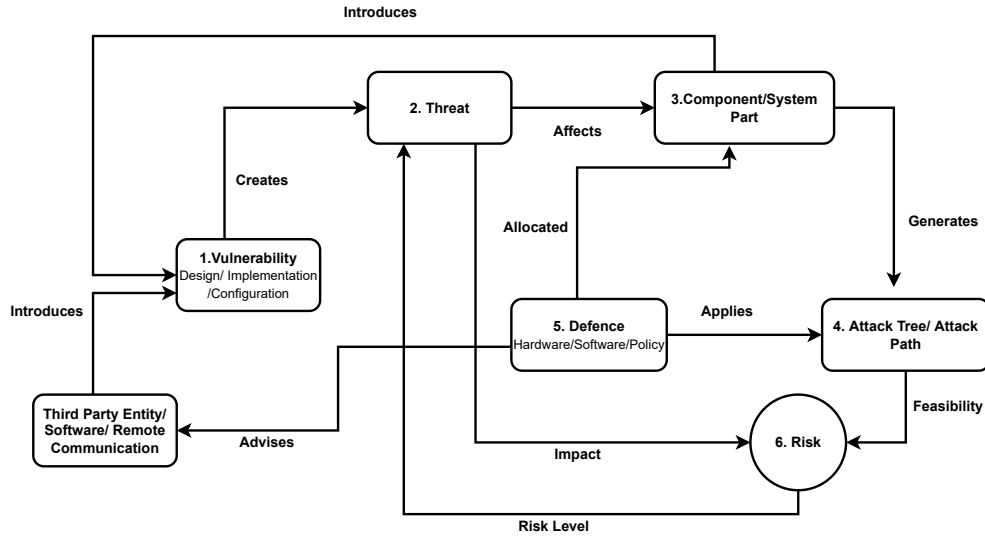 Introduces
2. Threat
3.Component/System
Part
Affects
Creates
Allocated
Generates
1.Vulnerability
Design/ Implementation
/Configuration
Introduces
5. Defence
Hardware/Software/Policy
Applies
4. Attack Tree/ Attack
Path
Third Party Entity/
Software/ Remote
Communication
Advises
Impact
6. Risk
Feasibility
Risk Level